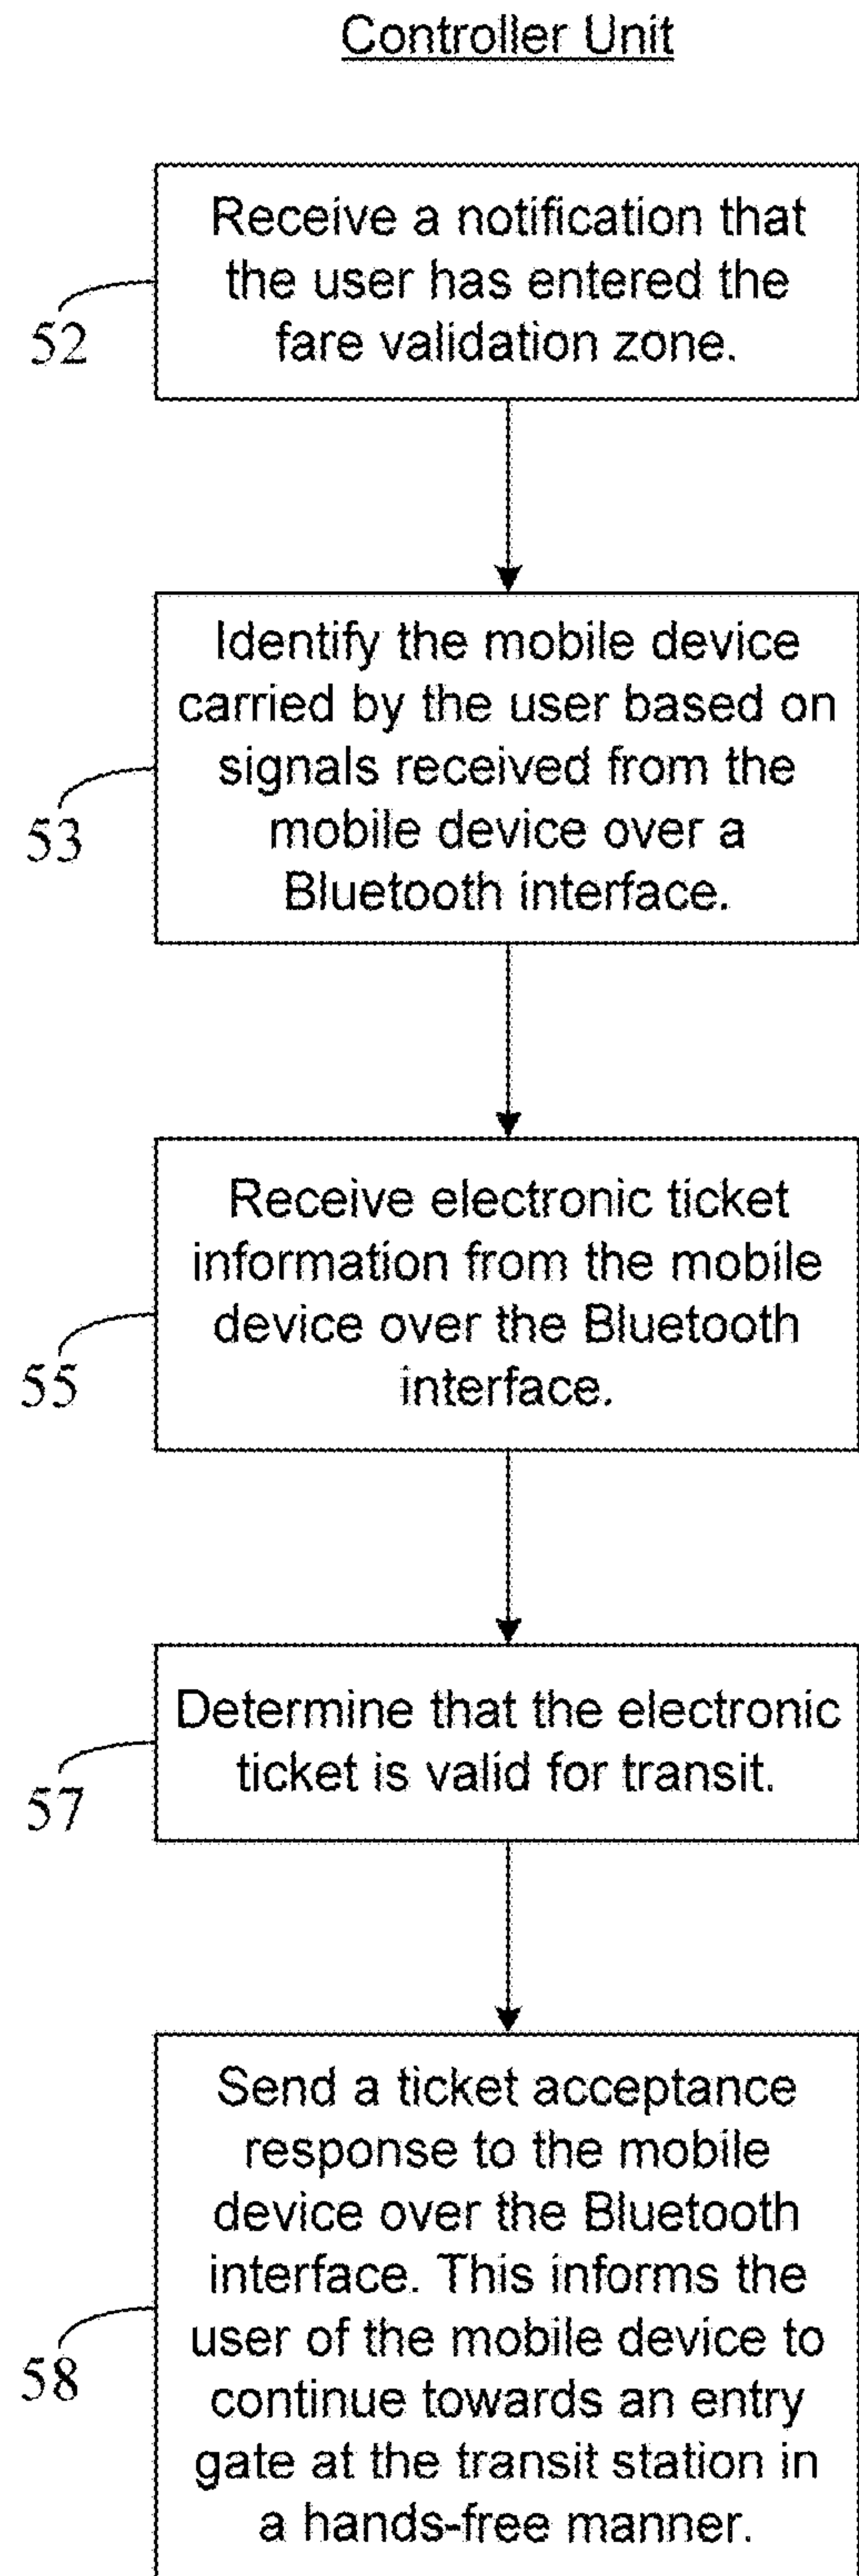 Controller Unit
Receive a notification that
the user has entered the
fare validation zone.
52
Identify the mobile device
carried by the user based on
signals received from the
mobile device over a
Bluetooth interface.
53
Receive electronic ticket
information from the mobile
device over the Bluetooth
interface.
55
Determine that the electronic
ticket is valid for transit.
57
Send a ticket acceptance
response to the mobile
device over the Bluetooth
interface. This informs the
user of the mobile device to
continue towards an entry
gate at the transit station in
a hands-free manner.
58